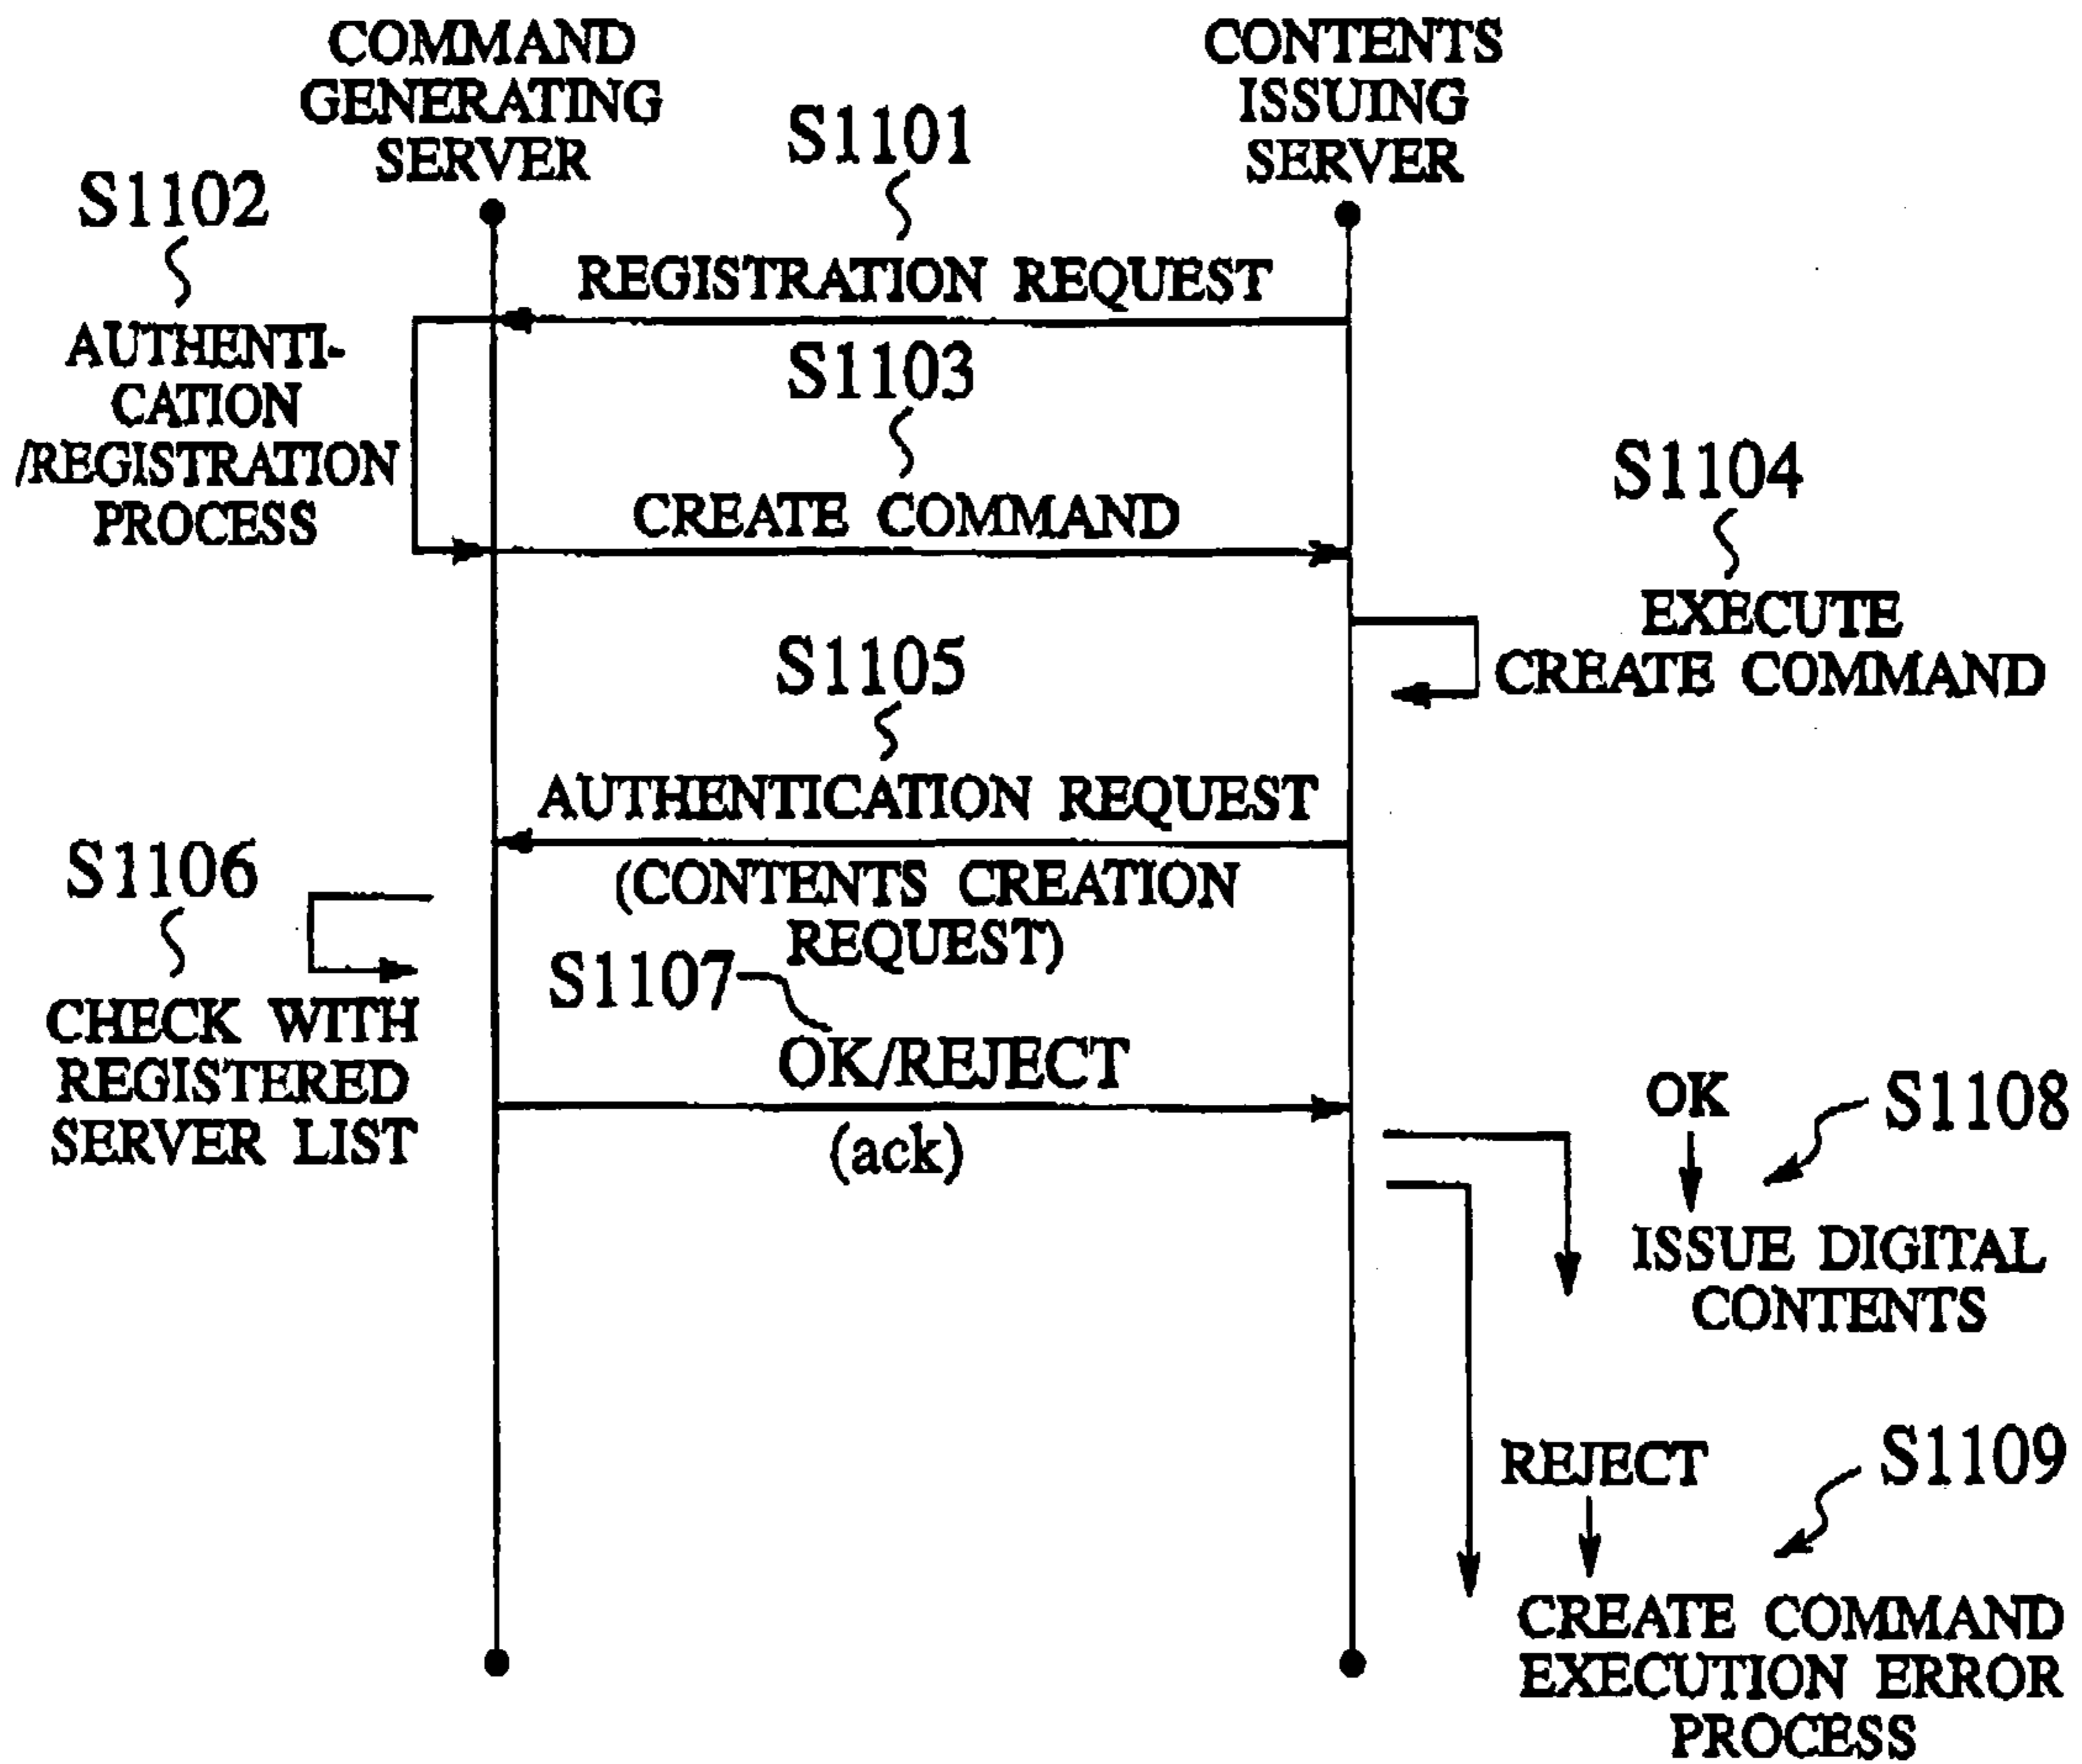 COMMAND
GENERATING
SERVER
CONTENTS
ISSUING
SERVER
S1101
S1102
REGISTRATION REQUEST
AUTHENTI-
CATION
/REGISTRATION
PROCESS
S1103
CREATE COMMAND
S1104
EXECUTE
CREATE COMMAND
S1105
AUTHENTICATION REQUEST
(CONTENTS CREATION
REQUEST)
S1106
CHECK WITH
REGISTERED
SERVER LIST
S1107
OK/REJECT
(ack)
OK
S1108
ISSUE DIGITAL
CONTENTS
REJECT
S1109
CREATE COMMAND
EXECUTION ERROR
PROCESS